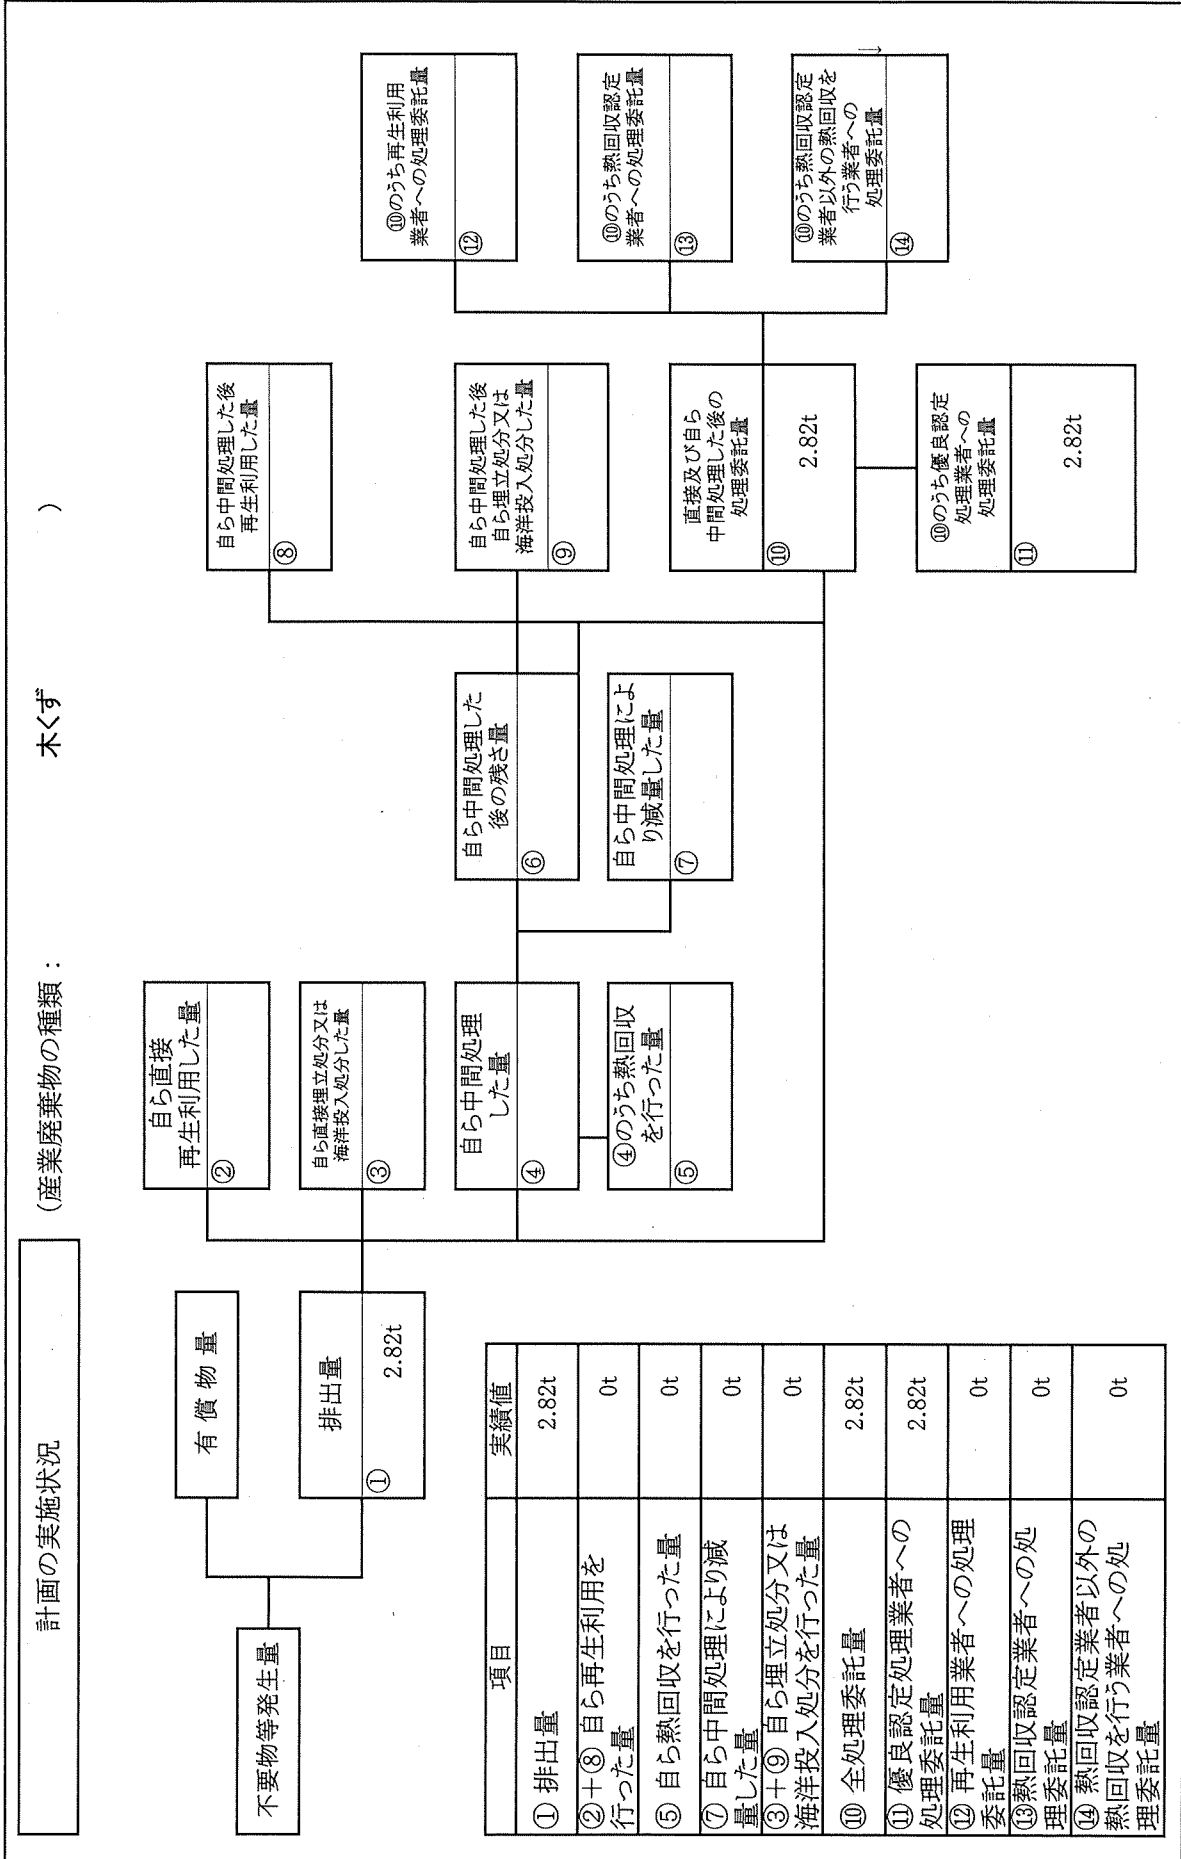 計画の実施状況
(産業廃棄物の種類： 木くず )
不要物等発生量
有償物量
排出量
① 2.82t
自ら直接
再生利用した量
②
自ら直接埋立処分又は
海洋投入処分した量
③
自ら中間処理
した量
④
④のうち熱回収
を行った量
⑤
自ら中間処理した
後の残さ量
⑥
自ら中間処理によ
り減量した量
⑦
自ら中間処理した後
再生利用した量
⑧
自ら中間処理した後
自ら埋立処分又は
海洋投入処分した量
⑨
直接及び自ら
中間処理した後の
処理委託量
⑩ 2.82t
⑩のうち優良認定
処理業者への
処理委託量
⑪ 2.82t
⑩のうち再生利用
業者への処理委託量
⑫
⑩のうち熱回収認定
業者への処理委託量
⑬
⑩のうち熱回収認定
業者以外の熱回収を
行う業者への
処理委託量
⑭
項目 実績値
① 排出量 2.82t
②＋⑧ 自ら再生利用を
行った量 0t
⑤ 自ら熱回収を行った量 0t
⑦ 自ら中間処理により減
量した量 0t
③＋⑨ 自ら埋立処分又は
海洋投入処分を行った量 0t
⑩ 全処理委託量 2.82t
⑪ 優良認定処理業者への
処理委託量 2.82t
⑫ 再生利用業者への処理
委託量 0t
⑬熱回収認定業者への処
理委託量 0t
⑭ 熱回収認定業者以外の
熱回収を行う業者への処
理委託量 0t